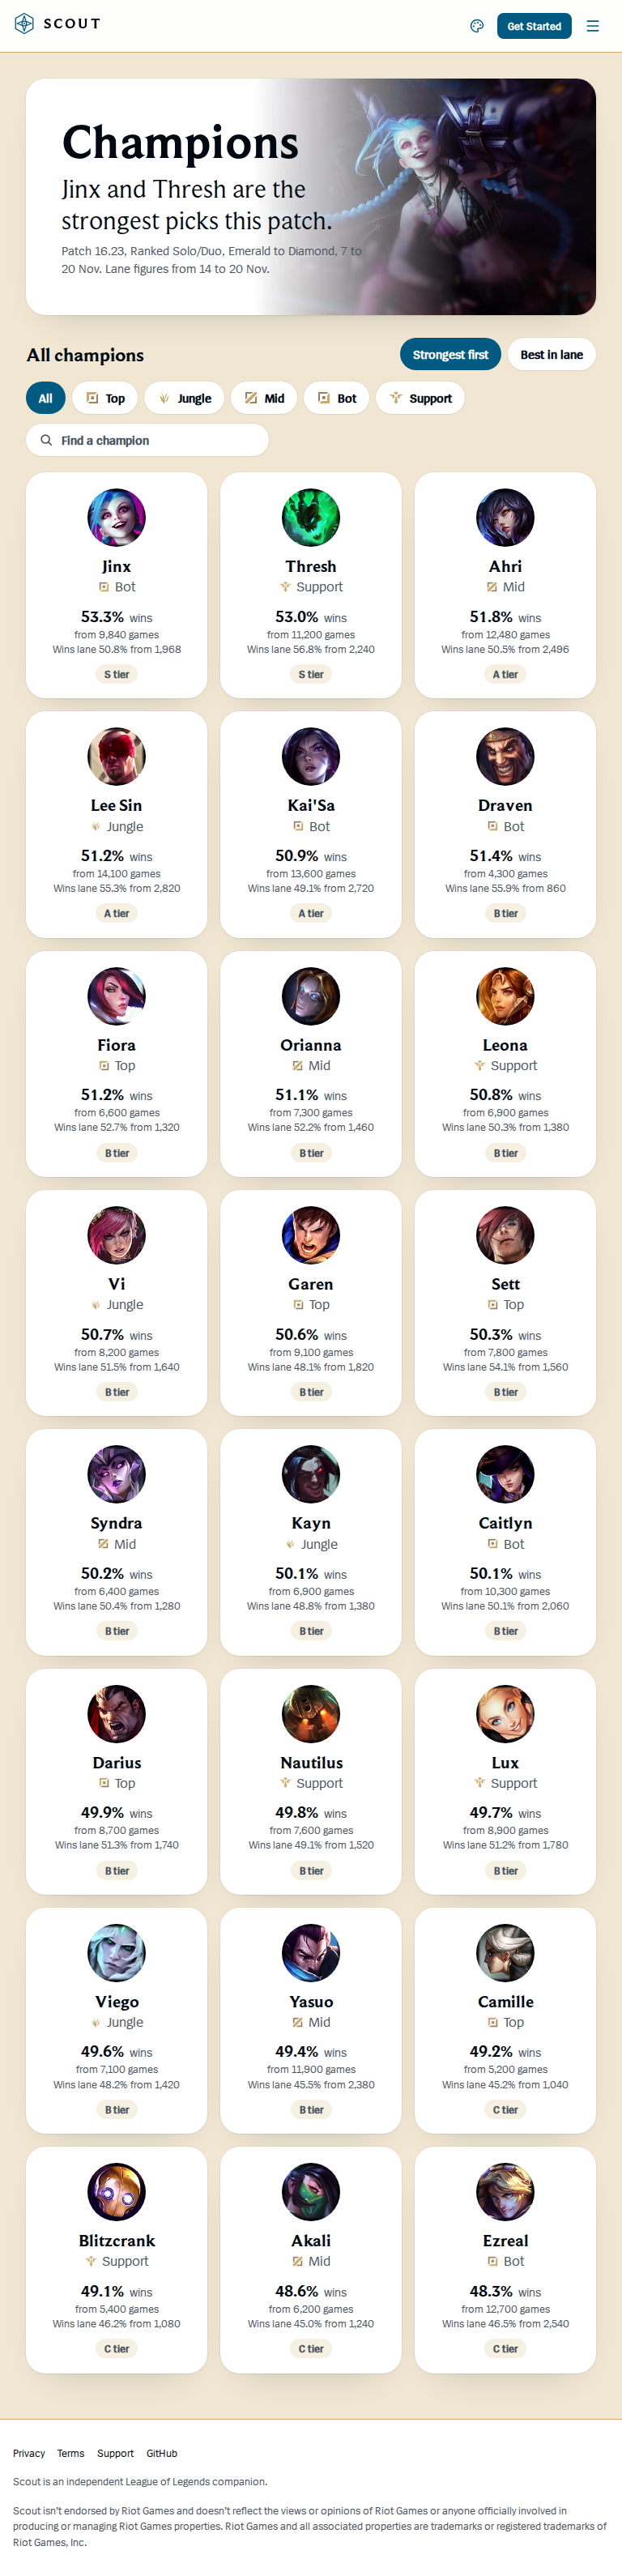 SCOUT
Get Started
Champions
Jinx and Thresh are the
strongest picks this patch.
Patch 16.23, Ranked Solo/Duo, Emerald to Diamond, 7 to
20 Nov. Lane figures from 14 to 20 Nov.
All champions
Strongest first
Best in lane
All
Top
Jungle
Mid
Bot
Support
Find a champion
Jinx
Bot
53.3% wins
from 9,840 games
Wins lane 50.8% from 1,968
S tier
Thresh
Support
53.0% wins
from 11,200 games
Wins lane 56.8% from 2,240
S tier
Ahri
Mid
51.8% wins
from 12,480 games
Wins lane 50.5% from 2,496
A tier
Lee Sin
Jungle
51.2% wins
from 14,100 games
Wins lane 55.3% from 2,820
A tier
Kai'Sa
Bot
50.9% wins
from 13,600 games
Wins lane 49.1% from 2,720
A tier
Draven
Bot
51.4% wins
from 4,300 games
Wins lane 55.9% from 860
B tier
Fiora
Top
51.2% wins
from 6,600 games
Wins lane 52.7% from 1,320
B tier
Orianna
Mid
51.1% wins
from 7,300 games
Wins lane 52.2% from 1,460
B tier
Leona
Support
50.8% wins
from 6,900 games
Wins lane 50.3% from 1,380
B tier
Vi
Jungle
50.7% wins
from 8,200 games
Wins lane 51.5% from 1,640
B tier
Garen
Top
50.6% wins
from 9,100 games
Wins lane 48.1% from 1,820
B tier
Sett
Top
50.3% wins
from 7,800 games
Wins lane 54.1% from 1,560
B tier
Syndra
Mid
50.2% wins
from 6,400 games
Wins lane 50.4% from 1,280
B tier
Kayn
Jungle
50.1% wins
from 6,900 games
Wins lane 48.8% from 1,380
B tier
Caitlyn
Bot
50.1% wins
from 10,300 games
Wins lane 50.1% from 2,060
B tier
Darius
Top
49.9% wins
from 8,700 games
Wins lane 51.3% from 1,740
B tier
Nautilus
Support
49.8% wins
from 7,600 games
Wins lane 49.1% from 1,520
B tier
Lux
Support
49.7% wins
from 8,900 games
Wins lane 51.2% from 1,780
B tier
Viego
Jungle
49.6% wins
from 7,100 games
Wins lane 48.2% from 1,420
B tier
Yasuo
Mid
49.4% wins
from 11,900 games
Wins lane 45.5% from 2,380
B tier
Camille
Top
49.2% wins
from 5,200 games
Wins lane 45.2% from 1,040
C tier
Blitzcrank
Support
49.1% wins
from 5,400 games
Wins lane 46.2% from 1,080
C tier
Akali
Mid
48.6% wins
from 6,200 games
Wins lane 45.0% from 1,240
C tier
Ezreal
Bot
48.3% wins
from 12,700 games
Wins lane 46.5% from 2,540
C tier
Privacy
Terms
Support
GitHub
Scout is an independent League of Legends companion.
Scout isn't endorsed by Riot Games and doesn't reflect the views or opinions of Riot Games or anyone officially involved in
producing or managing Riot Games properties. Riot Games and all associated properties are trademarks or registered trademarks of
Riot Games, Inc.